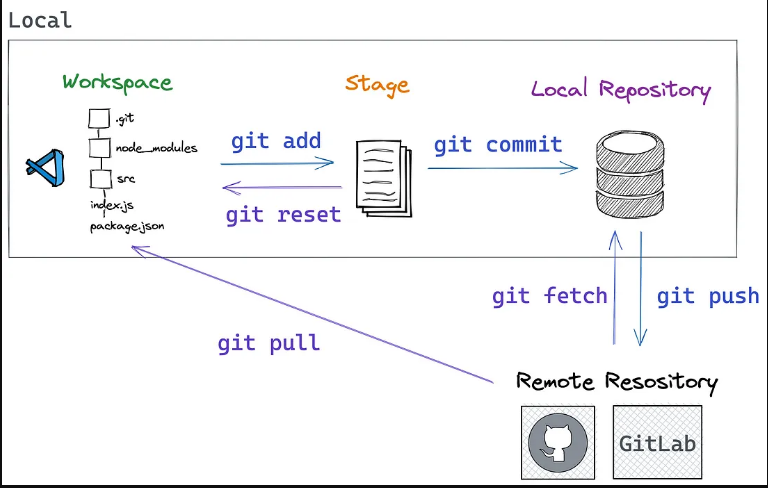 Local
Workspace
Stage
Local Repository
.git
node_modules
src
index.js
package.json
git add
git commit
git reset
git fetch
git push
git pull
Remote Resository
GitLab